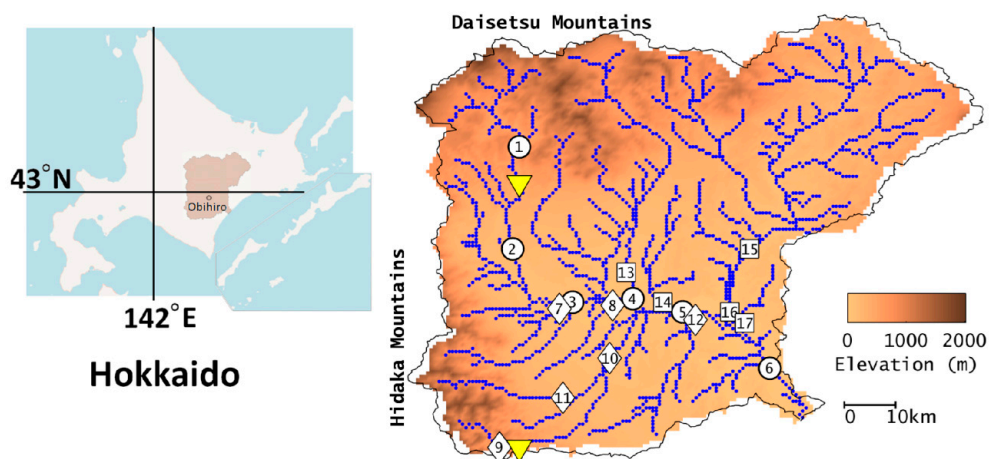 Daisetsu Mountains
43°N
Obihiro
142°E
Hokkaido
Hidaka Mountains
1
2
3
4
5
6
7
8
9
10
11
12
13
14
15
16
17
0 1000 2000
Elevation (m)
0 10km